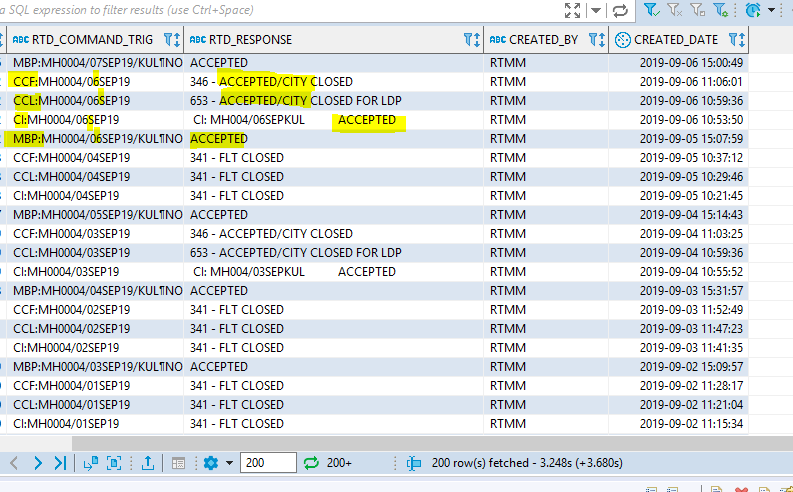 a SQL expression to filter results (use Ctrl+Space)
ABC RTD_COMMAND_TRIG ABC RTD_RESPONSE ABC CREATED_BY CREATED_DATE
MBP:MH0004/07SEP19/KUL¶NO ACCEPTED RTMM 2019-09-06 15:00:49
CCF:MH0004/06SEP19 346 - ACCEPTED/CITY CLOSED RTMM 2019-09-06 11:06:01
CCL:MH0004/06SEP19 653 - ACCEPTED/CITY CLOSED FOR LDP RTMM 2019-09-06 10:59:36
CI:MH0004/06SEP19 CI: MH004/06SEPKUL ACCEPTED RTMM 2019-09-06 10:53:50
MBP:MH0004/06SEP19/KUL¶NO ACCEPTED RTMM 2019-09-05 15:07:59
CCF:MH0004/04SEP19 341 - FLT CLOSED RTMM 2019-09-05 10:37:12
CCL:MH0004/04SEP19 341 - FLT CLOSED RTMM 2019-09-05 10:29:46
CI:MH0004/04SEP19 341 - FLT CLOSED RTMM 2019-09-05 10:21:45
MBP:MH0004/05SEP19/KUL¶NO ACCEPTED RTMM 2019-09-04 15:14:43
CCF:MH0004/03SEP19 346 - ACCEPTED/CITY CLOSED RTMM 2019-09-04 11:03:25
CCL:MH0004/03SEP19 653 - ACCEPTED/CITY CLOSED FOR LDP RTMM 2019-09-04 10:59:36
CI:MH0004/03SEP19 CI: MH004/03SEPKUL ACCEPTED RTMM 2019-09-04 10:55:52
MBP:MH0004/04SEP19/KUL¶NO ACCEPTED RTMM 2019-09-03 15:31:57
CCF:MH0004/02SEP19 341 - FLT CLOSED RTMM 2019-09-03 11:52:49
CCL:MH0004/02SEP19 341 - FLT CLOSED RTMM 2019-09-03 11:47:23
CI:MH0004/02SEP19 341 - FLT CLOSED RTMM 2019-09-03 11:41:35
MBP:MH0004/03SEP19/KUL¶NO ACCEPTED RTMM 2019-09-02 15:09:57
CCF:MH0004/01SEP19 341 - FLT CLOSED RTMM 2019-09-02 11:28:17
CCL:MH0004/01SEP19 341 - FLT CLOSED RTMM 2019-09-02 11:21:04
CI:MH0004/01SEP19 341 - FLT CLOSED RTMM 2019-09-02 11:15:34
200 200+ 200 row(s) fetched - 3.248s (+3.680s)